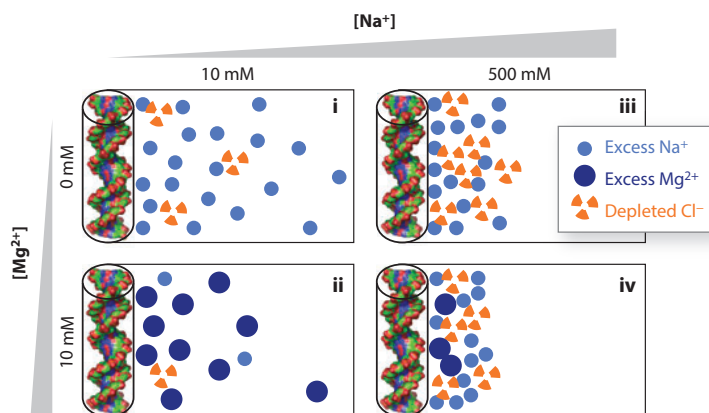 [Na⁺]
10 mM
500 mM
[Mg²⁺]
0 mM
10 mM
i
iii
ii
iv
Excess Na⁺
Excess Mg²⁺
Depleted Cl⁻